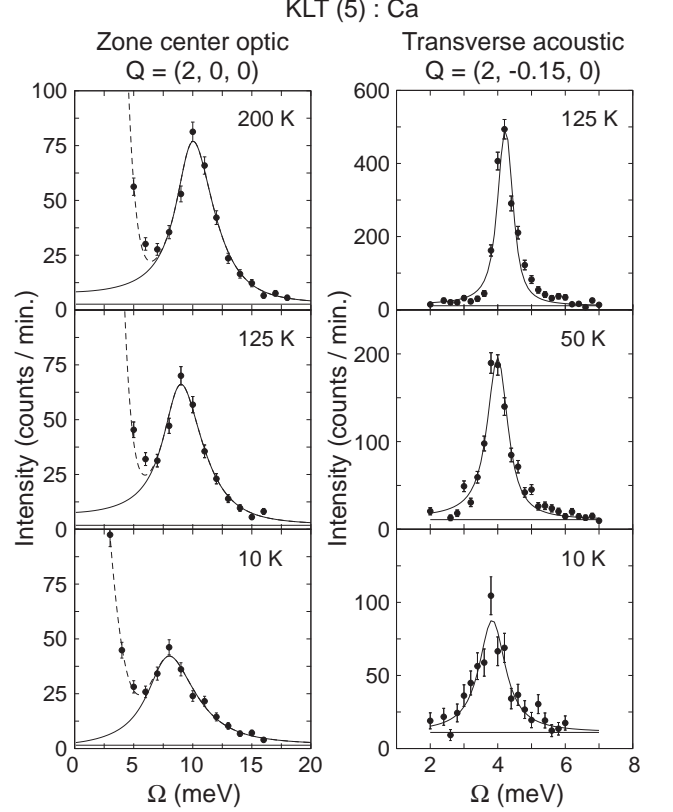 KLT (5) : Ca
Zone center optic
Q = (2, 0, 0)
Transverse acoustic
Q = (2, -0.15, 0)
100
75
50
25
0
200 K
600
400
200
0
125 K
75
50
25
0
125 K
200
100
0
50 K
100
75
50
25
0
10 K
100
50
0
10 K
0
5
10
15
20
2
4
6
8
Intensity (counts / min.)
Intensity (counts / min.)
Ω (meV)
Ω (meV)